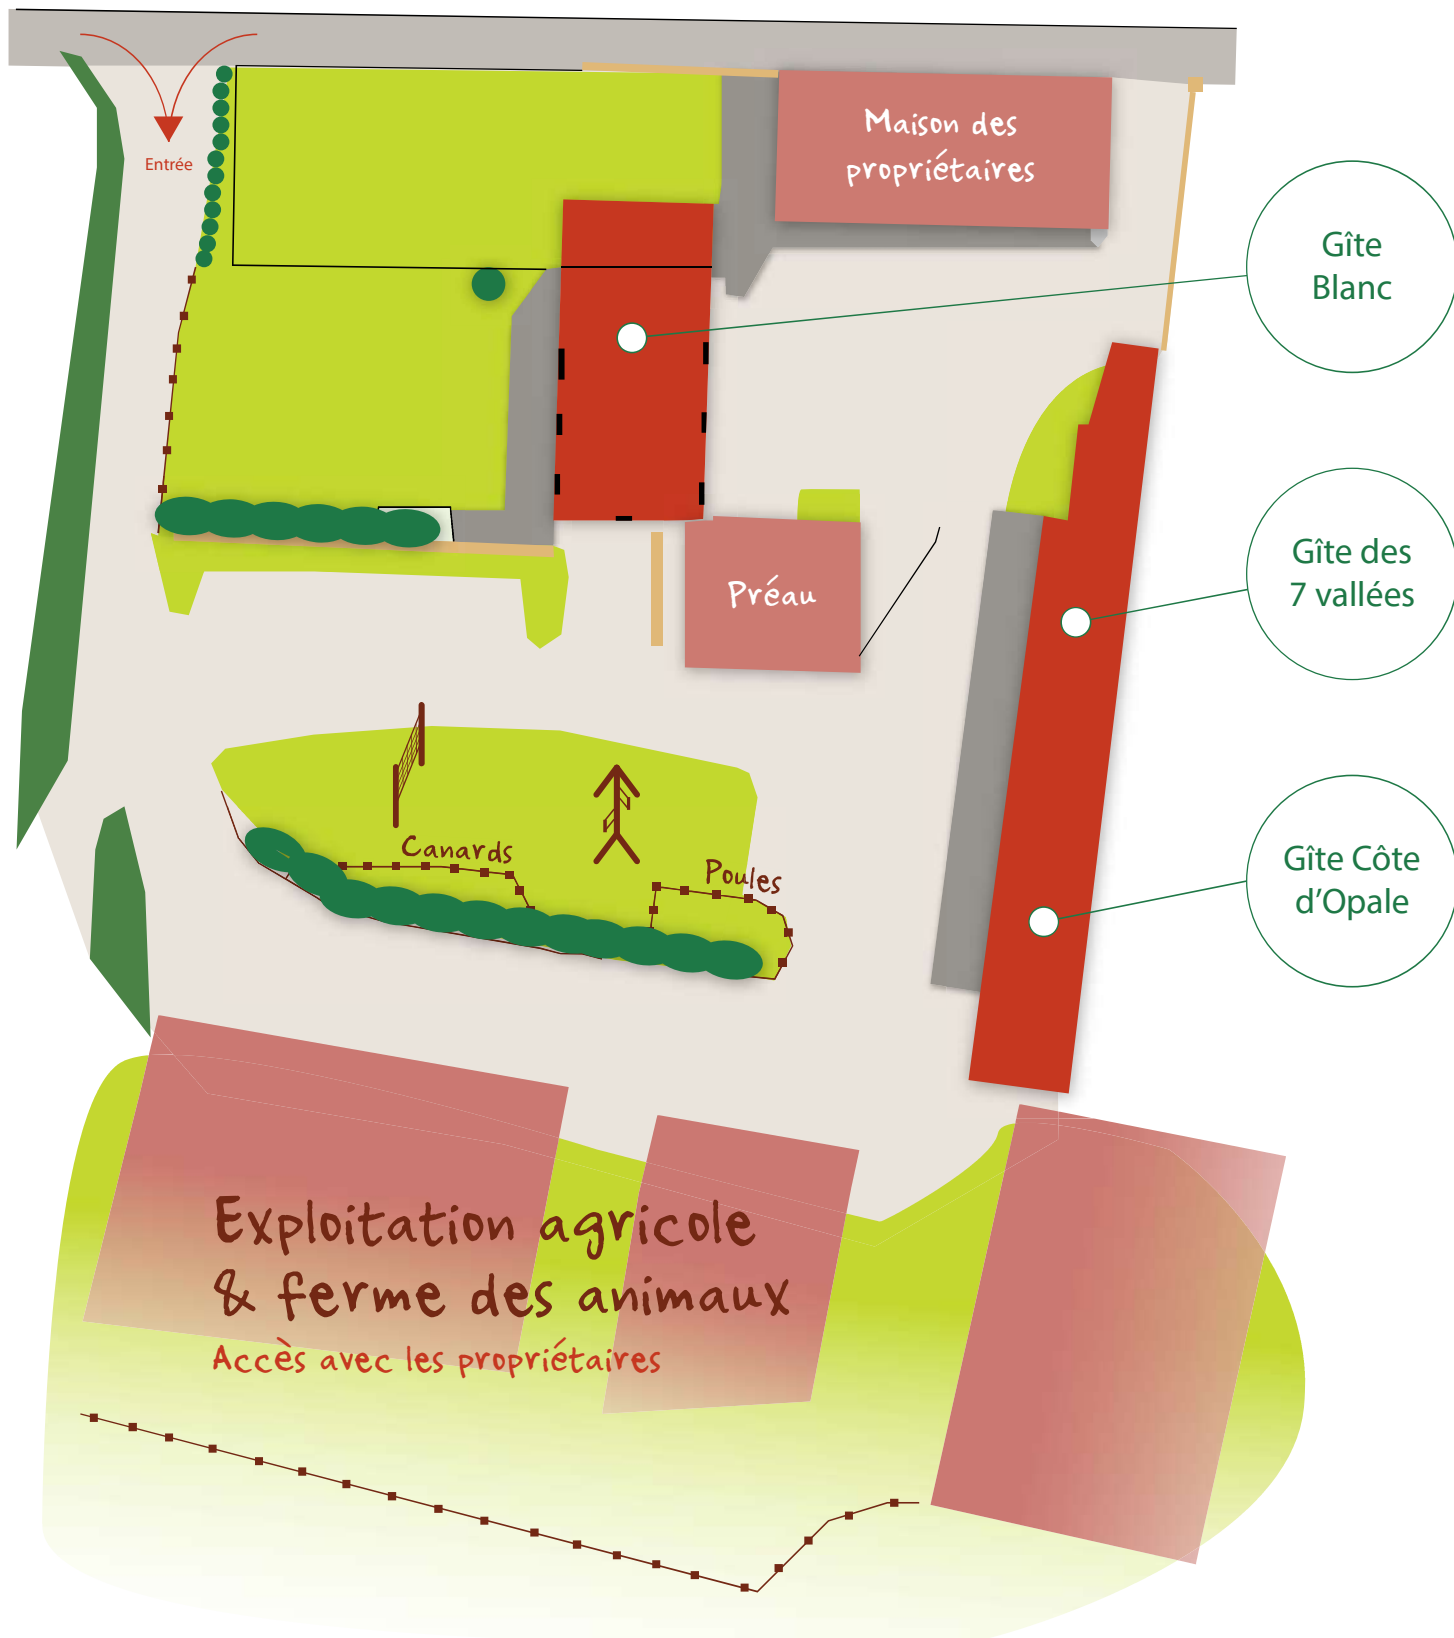 Entrée
Maison des
propriétaires
Gîte
Blanc
Gîte des
7 vallées
Préau
Gîte Côte
d’Opale
Canards
Poules
Exploitation agricole
& ferme des animaux
Accès avec les propriétaires